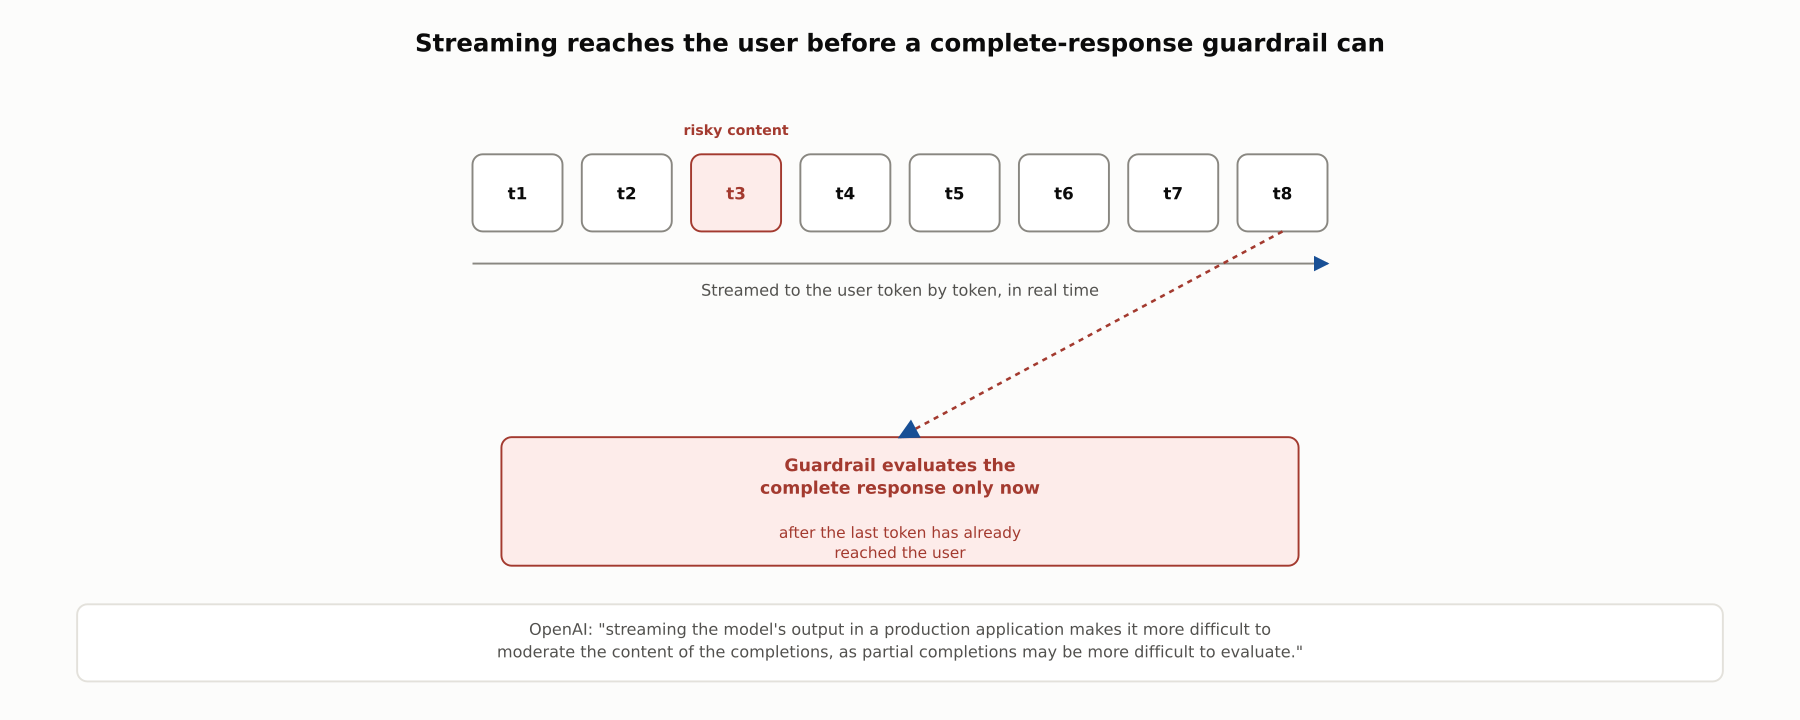 Streaming reaches the user before a complete-response guardrail can
risky content
t1 t2 t3 t4 t5 t6 t7 t8
Streamed to the user token by token, in real time
Guardrail evaluates the
complete response only now
after the last token has already
reached the user
OpenAI: "streaming the model's output in a production application makes it more difficult to
moderate the content of the completions, as partial completions may be more difficult to evaluate."